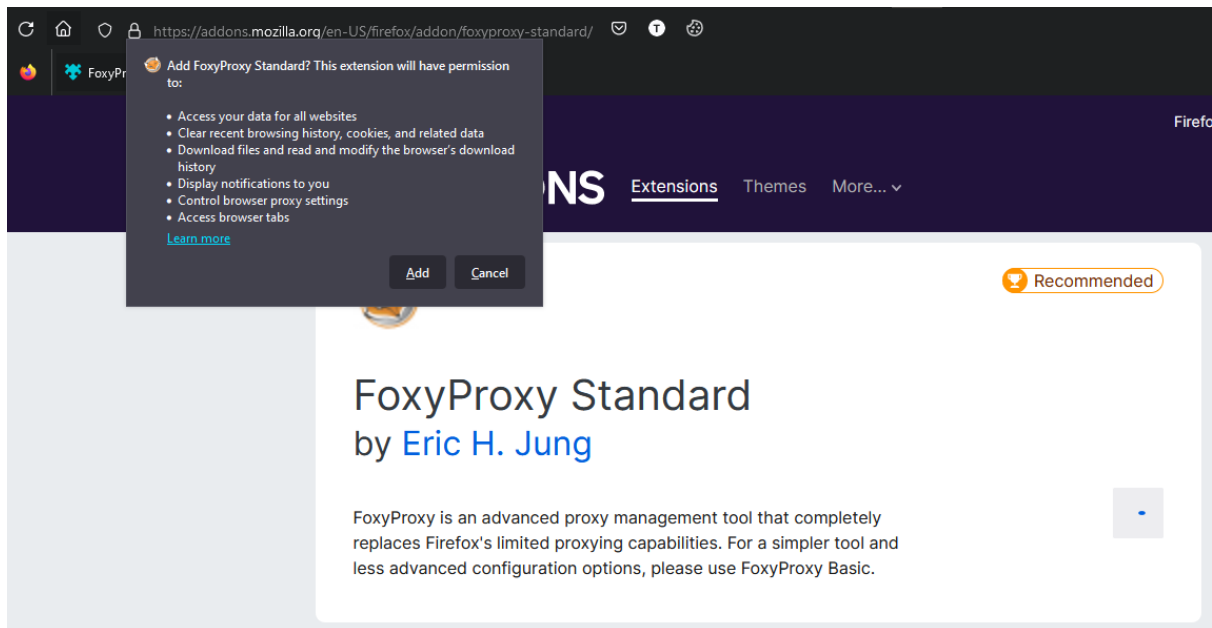 https://addons.mozilla.org/en-US/firefox/addon/foxyproxy-standard/
T
FoxyPr
Add FoxyProxy Standard? This extension will have permission
to:
• Access your data for all websites
• Clear recent browsing history, cookies, and related data
• Download files and read and modify the browser's download
history
• Display notifications to you
• Control browser proxy settings
• Access browser tabs
Learn more
Add Cancel
Firefo
NS Extensions Themes More...
Recommended
FoxyProxy Standard
by Eric H. Jung
FoxyProxy is an advanced proxy management tool that completely
replaces Firefox's limited proxying capabilities. For a simpler tool and
less advanced configuration options, please use FoxyProxy Basic.